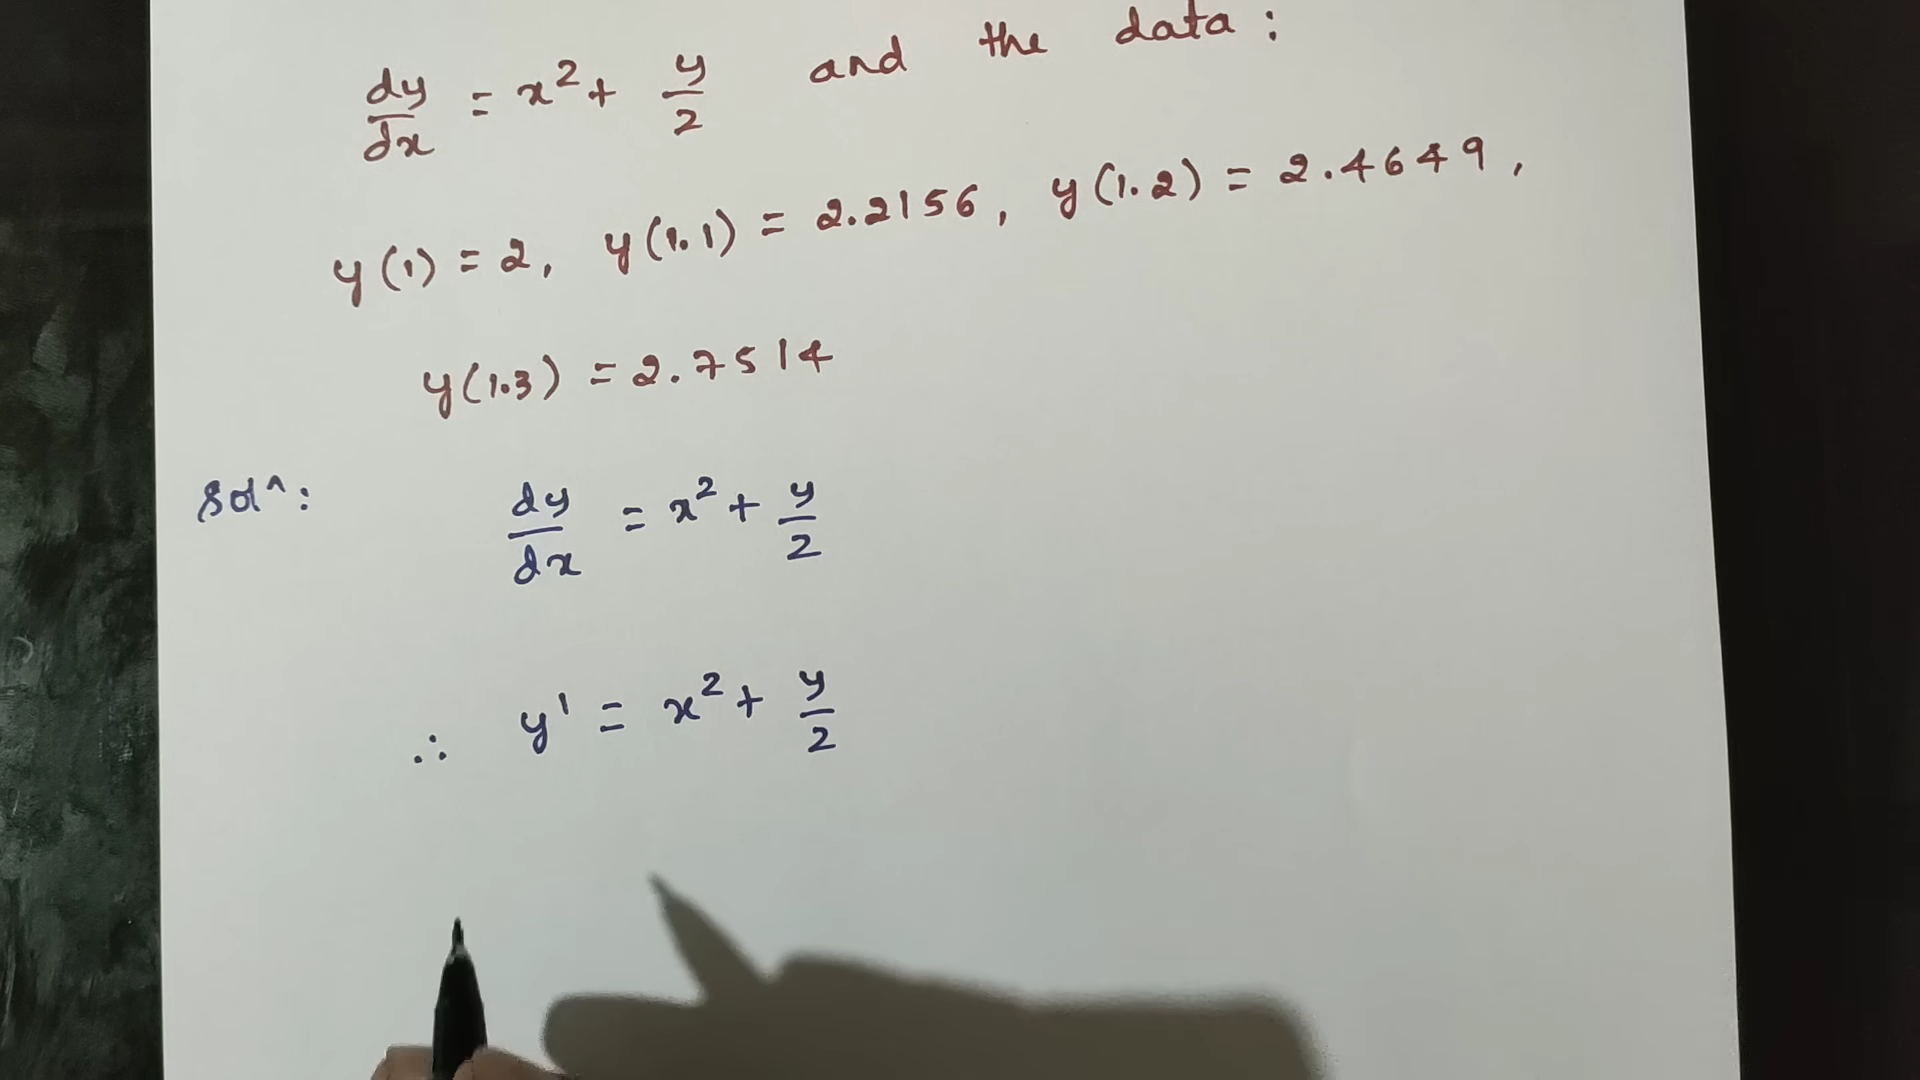 dy/dx = x² + y/2 and the data :
y(1) = 2, y(1.1) = 2.2156, y(1.2) = 2.4649,
y(1.3) = 2.7514
Solⁿ: dy/dx = x² + y/2
∴ y' = x² + y/2